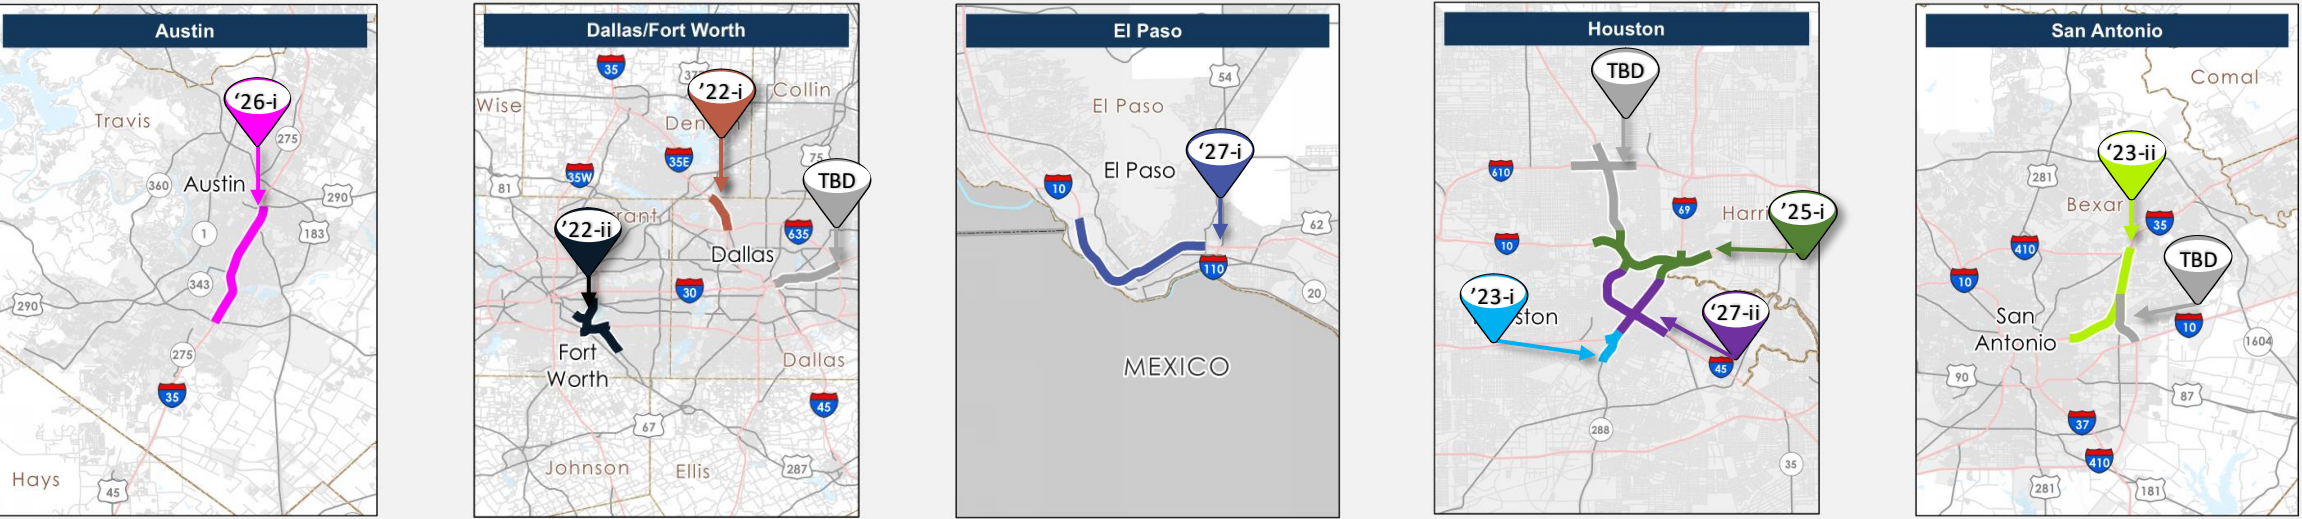 Austin
‘26-i
Travis
275
360
Austin
290
1
183
343
290
275
35
Hays
45
Dallas/Fort Worth
35
’22-i
Collin
Wise
75
35E
35W
TBD
81
’22-ii
635
Dallas
30
Fort
Worth
Dallas
45
67
Johnson
Ellis
287
El Paso
54
El Paso
‘27-i
El Paso
10
62
110
20
MEXICO
Houston
TBD
610
69
’25-i
10
‘23-i
‘27-ii
45
288
35
San Antonio
Comal
‘23-ii
281
Bexar
35
410
TBD
10
San
Antonio
10
1604
90
87
37
410
281
181